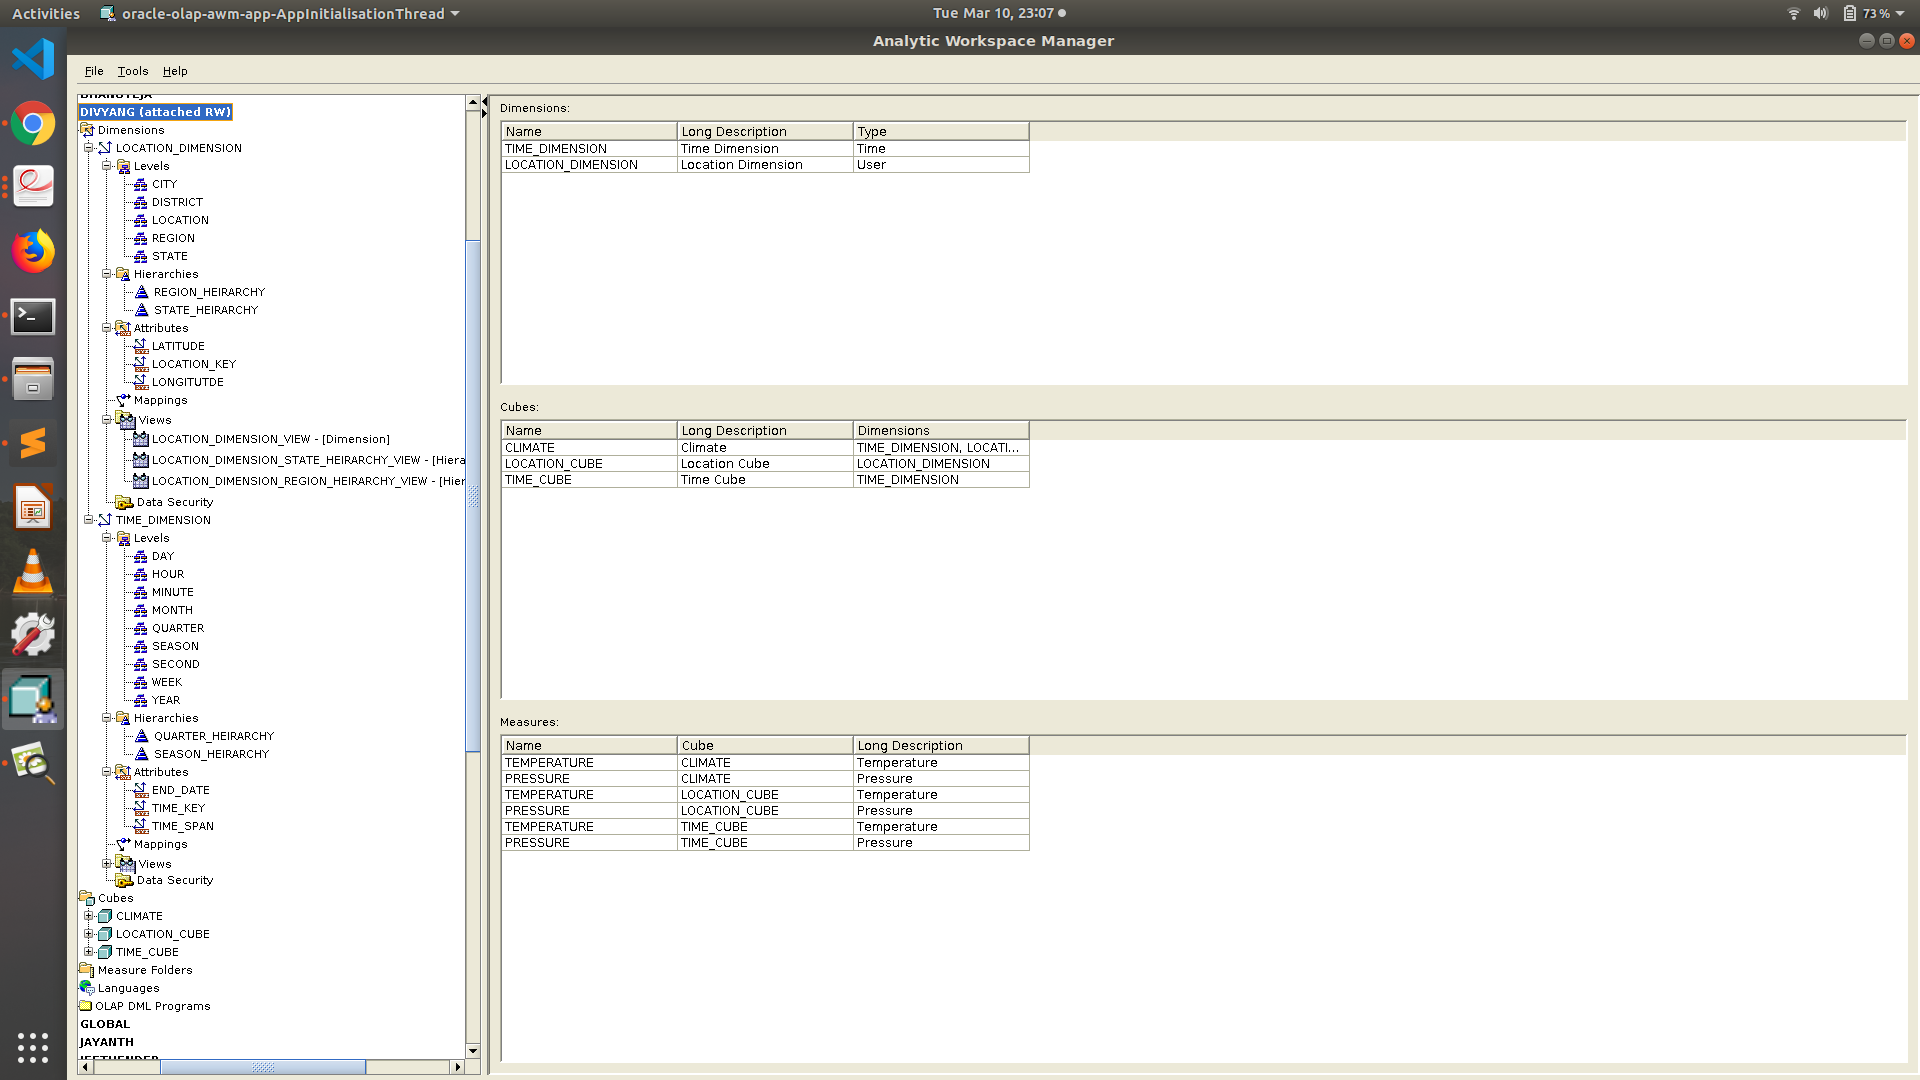 Activities oracle-olap-awm-app-AppInitialisationThread Tue Mar 10, 23:07 73 %
Analytic Workspace Manager
File Tools Help
BHANUTEJA
DIVYANG (attached RW)
Dimensions
LOCATION_DIMENSION
Levels
CITY
DISTRICT
LOCATION
REGION
STATE
Hierarchies
REGION_HEIRARCHY
STATE_HEIRARCHY
Attributes
LATITUDE
LOCATION_KEY
LONGITUTDE
Mappings
Views
LOCATION_DIMENSION_VIEW - [Dimension]
LOCATION_DIMENSION_STATE_HEIRARCHY_VIEW - [Hiera
LOCATION_DIMENSION_REGION_HEIRARCHY_VIEW - [Hier
Data Security
TIME_DIMENSION
Levels
DAY
HOUR
MINUTE
MONTH
QUARTER
SEASON
SECOND
WEEK
YEAR
Hierarchies
QUARTER_HEIRARCHY
SEASON_HEIRARCHY
Attributes
END_DATE
TIME_KEY
TIME_SPAN
Mappings
Views
Data Security
Cubes
CLIMATE
LOCATION_CUBE
TIME_CUBE
Measure Folders
Languages
OLAP DML Programs
GLOBAL
JAYANTH
JEETHENDER
Dimensions:
Name Long Description Type
TIME_DIMENSION Time Dimension Time
LOCATION_DIMENSION Location Dimension User
Cubes:
Name Long Description Dimensions
CLIMATE Climate TIME_DIMENSION, LOCATI...
LOCATION_CUBE Location Cube LOCATION_DIMENSION
TIME_CUBE Time Cube TIME_DIMENSION
Measures:
Name Cube Long Description
TEMPERATURE CLIMATE Temperature
PRESSURE CLIMATE Pressure
TEMPERATURE LOCATION_CUBE Temperature
PRESSURE LOCATION_CUBE Pressure
TEMPERATURE TIME_CUBE Temperature
PRESSURE TIME_CUBE Pressure